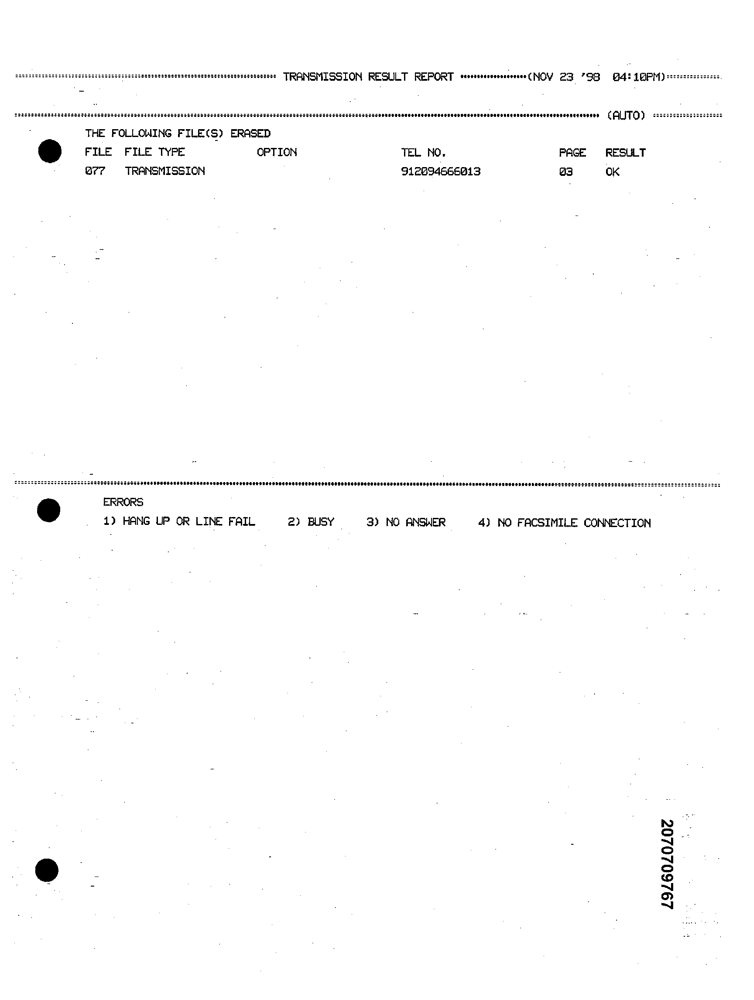 TRANSMISSION RESULT REPORT (NOV 23 '98 04:10PM)
(AUTO)
THE FOLLOWING FILE(S) ERASED
FILE FILE TYPE OPTION TEL NO. PAGE RESULT
077 TRANSMISSION 912094666013 03 OK
ERRORS
1) HANG UP OR LINE FAIL 2) BUSY 3) NO ANSWER 4) NO FACSIMILE CONNECTION
2070709767